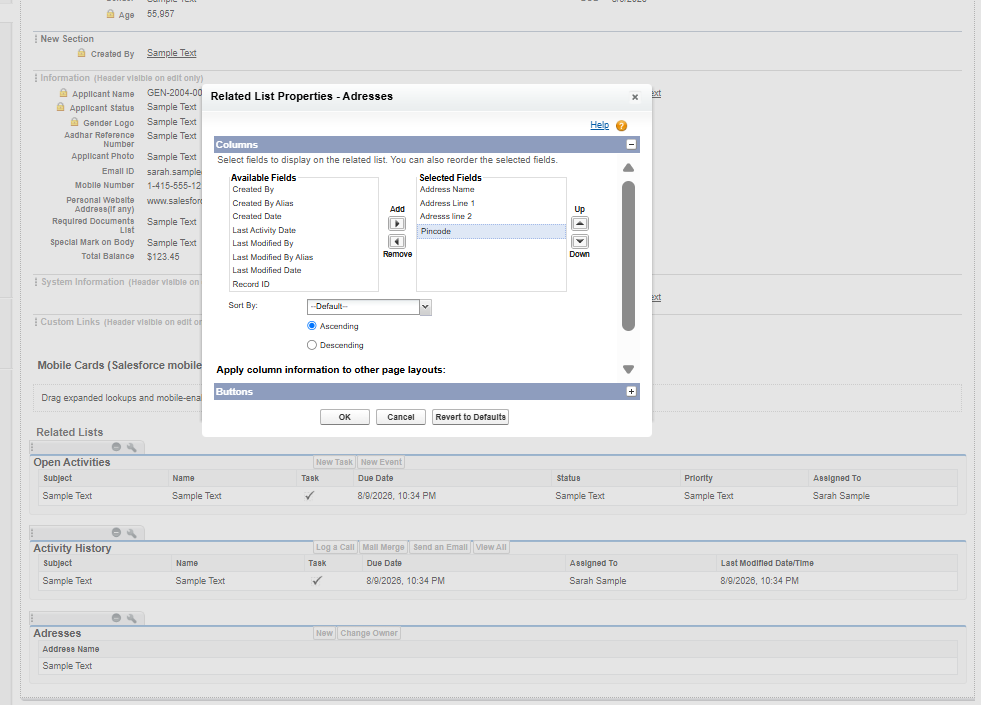 Age 55,957
New Section
Created By Sample Text
Information (Header visible on edit only)
Applicant Name GEN-2004-00
Applicant Status Sample Text
Gender Logo Sample Text
Aadhar Reference Number Sample Text
Applicant Photo Sample Text
Email ID sarah.sample
Mobile Number 1-415-555-12
Personal Website Address(If any) www.salesforc
Required Documents List Sample Text
Special Mark on Body Sample Text
Total Balance $123.45
System Information (Header visible on
Custom Links (Header visible on edit or
Mobile Cards (Salesforce mobile
Drag expanded lookups and mobile-ena
Related List Properties - Adresses
Help ?
Columns
Select fields to display on the related list. You can also reorder the selected fields.
Available Fields Selected Fields
Created By Address Name
Created By Alias Address Line 1
Created Date Adresss line 2
Last Activity Date Pincode
Last Modified By
Last Modified By Alias
Last Modified Date
Record ID
Add Up
Remove Down
Sort By: --Default--
Ascending
Descending
Apply column information to other page layouts:
Buttons
OK Cancel Revert to Defaults
Related Lists
Open Activities New Task New Event
Subject Name Task Due Date Status Priority Assigned To
Sample Text Sample Text 8/9/2026, 10:34 PM Sample Text Sample Text Sarah Sample
Activity History Log a Call Mail Merge Send an Email View All
Subject Name Task Due Date Assigned To Last Modified Date/Time
Sample Text Sample Text 8/9/2026, 10:34 PM Sarah Sample 8/9/2026, 10:34 PM
Adresses New Change Owner
Address Name
Sample Text